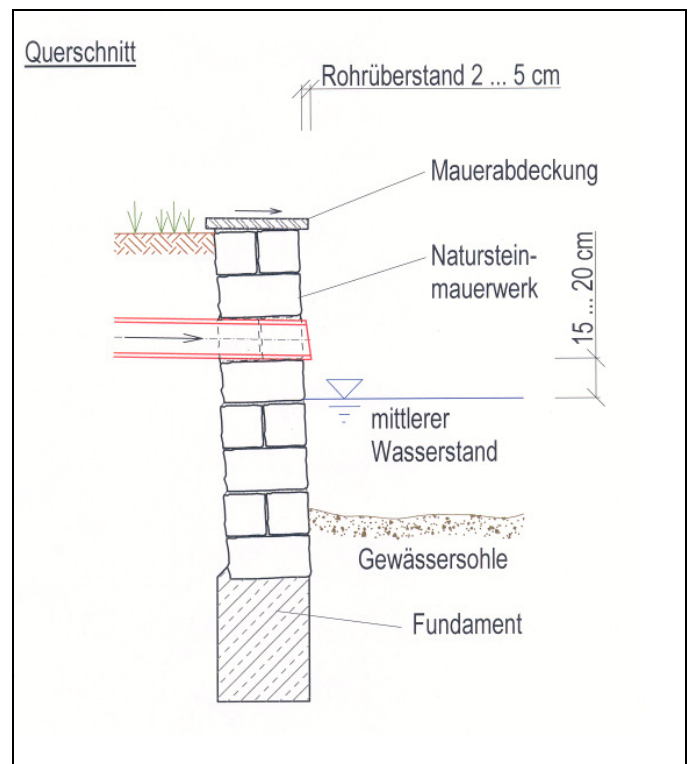 Querschnitt
Rohrüberstand 2 ... 5 cm
Mauerabdeckung
Naturstein-
mauerwerk
15 ... 20 cm
mittlerer
Wasserstand
Gewässersohle
Fundament